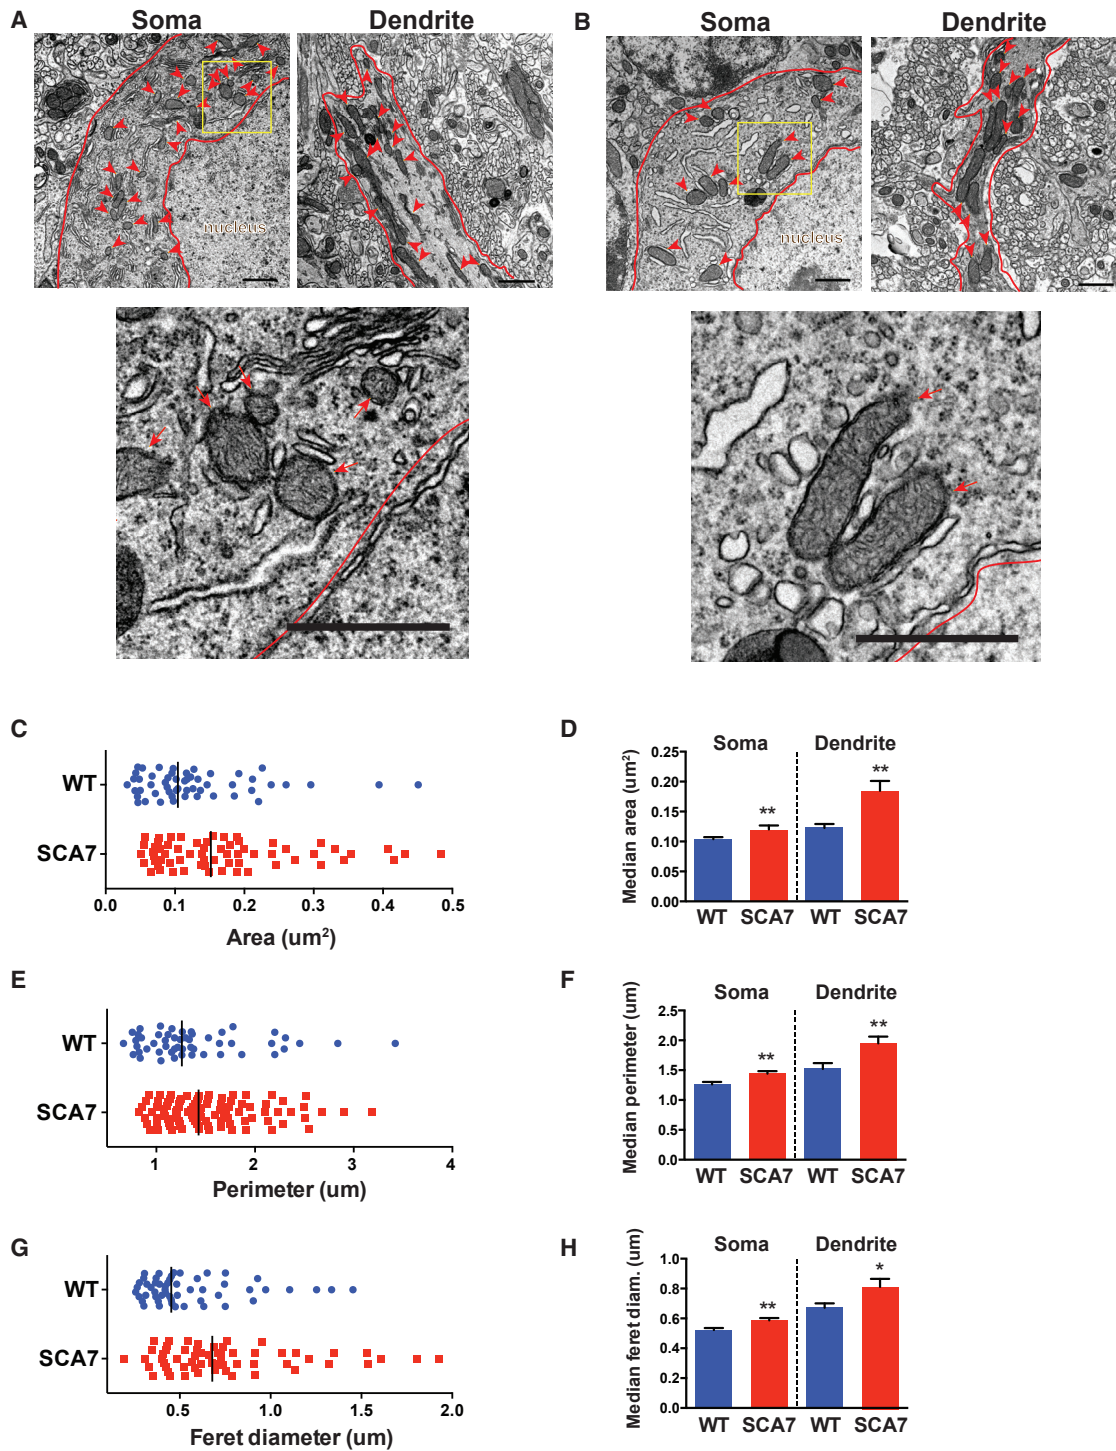 A
Soma
Dendrite
nucleus
B
Soma
Dendrite
nucleus
C
WT
SCA7
0.0
0.1
0.2
0.3
0.4
0.5
Area (um²)
D
Soma
Dendrite
Median area (um²)
0.25
0.20
0.15
0.10
0.05
0.00
**
**
WT
SCA7
WT
SCA7
E
WT
SCA7
1
2
3
4
Perimeter (um)
F
Soma
Dendrite
Median perimeter (um)
2.5
2.0
1.5
1.0
0.5
0.0
**
**
WT
SCA7
WT
SCA7
G
WT
SCA7
0.5
1.0
1.5
2.0
Feret diameter (um)
H
Soma
Dendrite
Median feret diam. (um)
1.0
0.8
0.6
0.4
0.2
0.0
**
*
WT
SCA7
WT
SCA7